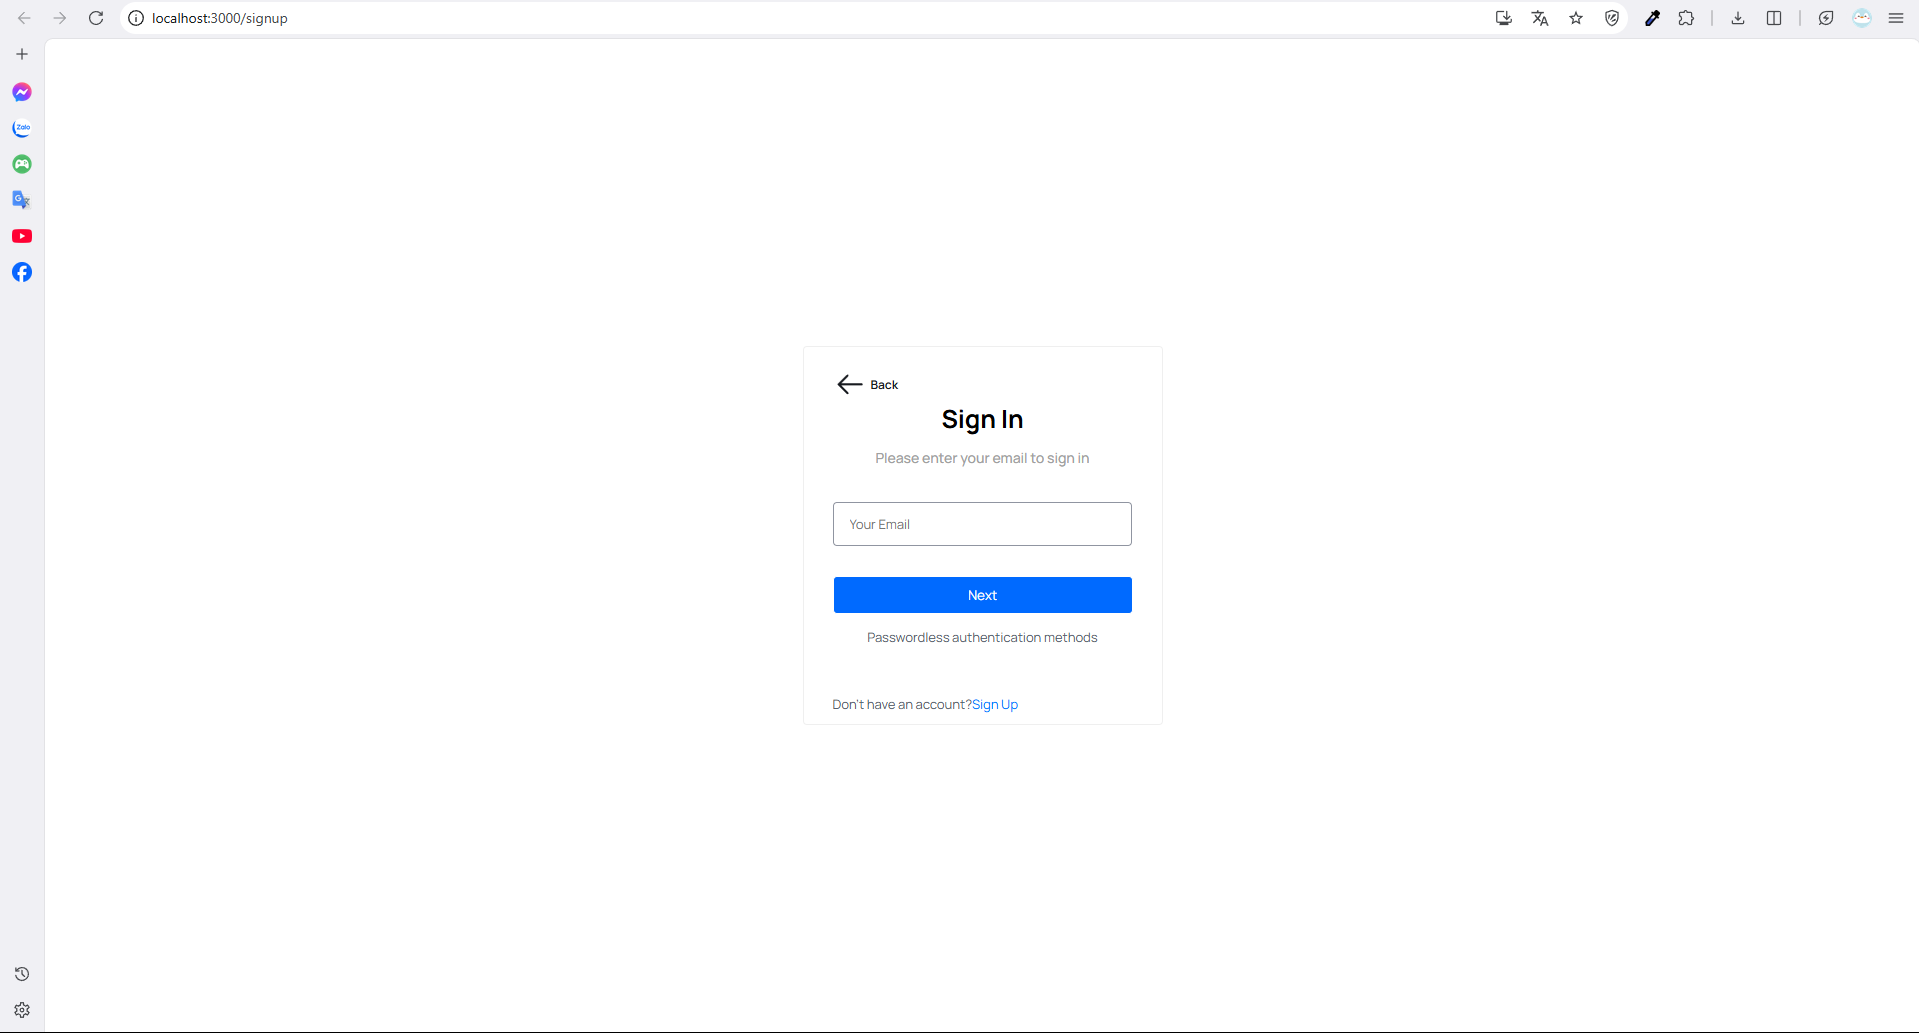 localhost:3000/signup
Zalo
Back
Sign In
Please enter your email to sign in
Your Email
Next
Passwordless authentication methods
Don't have an account?Sign Up